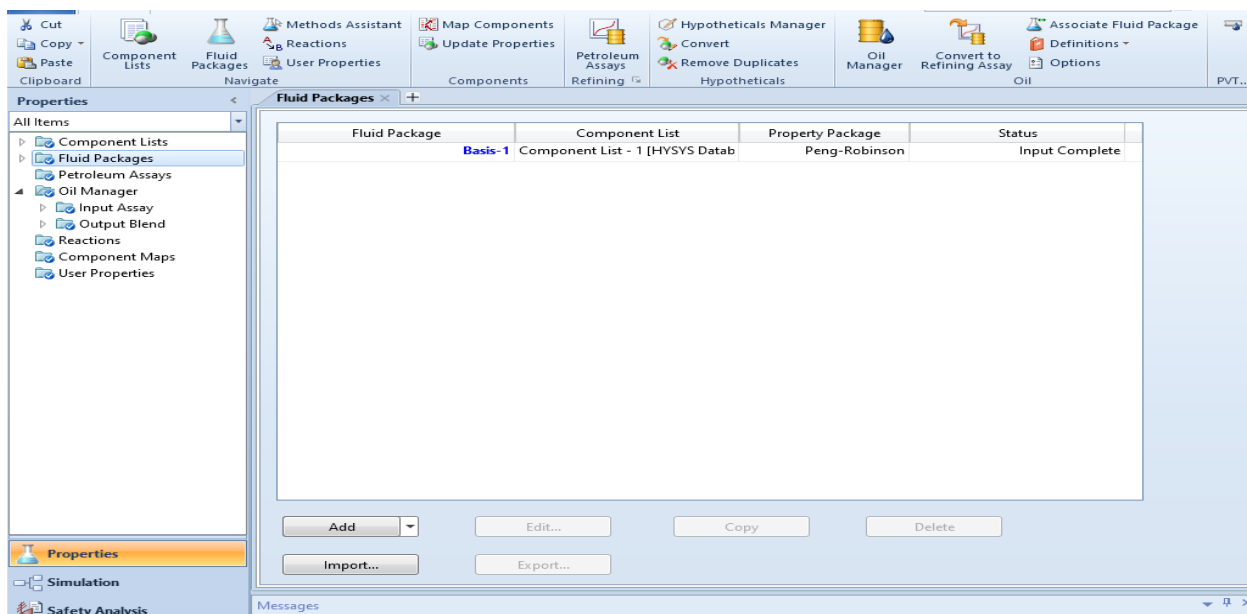 Cut
Copy
Paste
Clipboard
Component Lists
Fluid Packages
Navigate
Methods Assistant
Reactions
User Properties
Map Components
Update Properties
Components
Petroleum Assays
Refining
Hypotheticals Manager
Convert
Remove Duplicates
Hypotheticals
Oil Manager
Convert to Refining Assay
Associate Fluid Package
Definitions
Options
Oil
PVT...
Properties <
All Items
Component Lists
Fluid Packages
Petroleum Assays
Oil Manager
Input Assay
Output Blend
Reactions
Component Maps
User Properties
Properties
Simulation
Safety Analysis
Fluid Packages × +
Fluid Package Component List Property Package Status
Basis-1 Component List - 1 [HYSYS Datab Peng-Robinson Input Complete
Add Edit... Copy Delete
Import... Export...
Messages